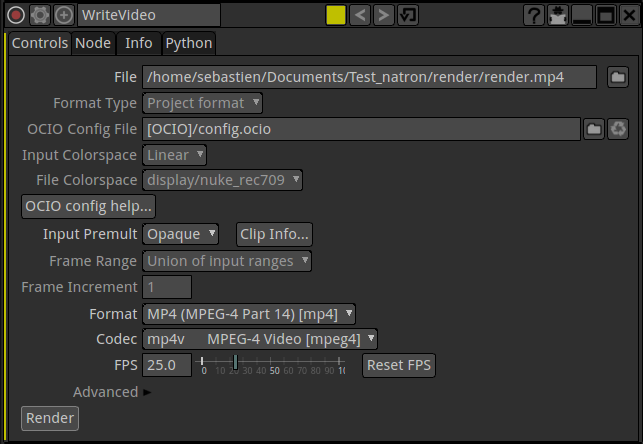 WriteVideo ?
Controls Node Info Python
File /home/sebastien/Documents/Test_natron/render/render.mp4
Format Type Project format
OCIO Config File [OCIO]/config.ocio
Input Colorspace Linear
File Colorspace display/nuke_rec709
OCIO config help...
Input Premult Opaque Clip Info...
Frame Range Union of input ranges
Frame Increment 1
Format MP4 (MPEG-4 Part 14) [mp4]
Codec mp4v MPEG-4 Video [mpeg4]
FPS 25.0 0 10 20 30 40 50 60 70 80 90 10 Reset FPS
Advanced
Render